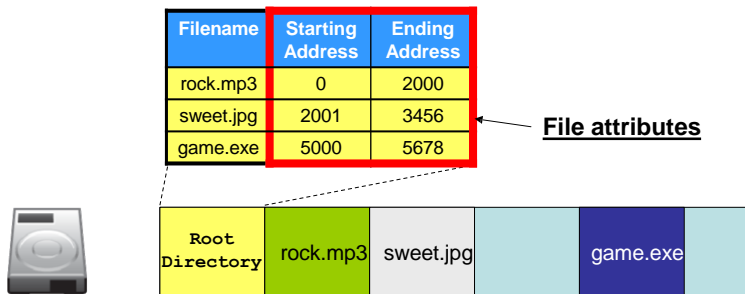 Filename Starting Address Ending Address
rock.mp3 0 2000
sweet.jpg 2001 3456
game.exe 5000 5678
File attributes
Root Directory rock.mp3 sweet.jpg game.exe